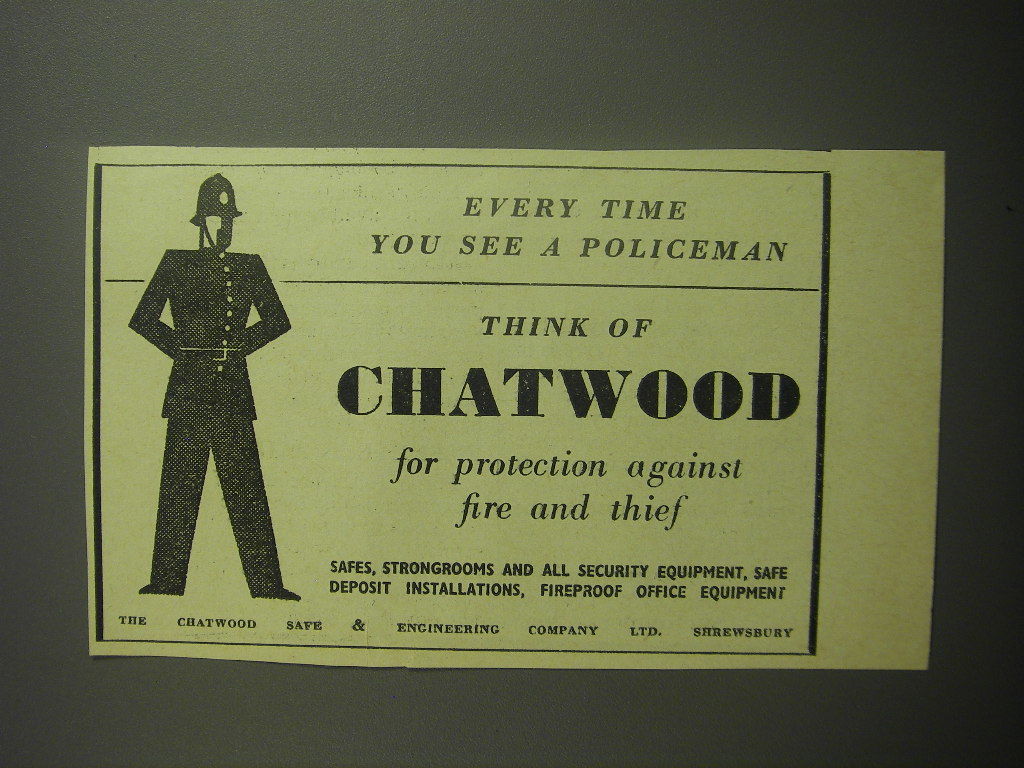 EVERY TIME
YOU SEE A POLICEMAN
THINK OF
CHATWOOD
for protection against
fire and thief
SAFES, STRONGROOMS AND ALL SECURITY EQUIPMENT, SAFE
DEPOSIT INSTALLATIONS, FIREPROOF OFFICE EQUIPMENT
THE CHATWOOD SAFE & ENGINEERING COMPANY LTD. SHREWSBURY